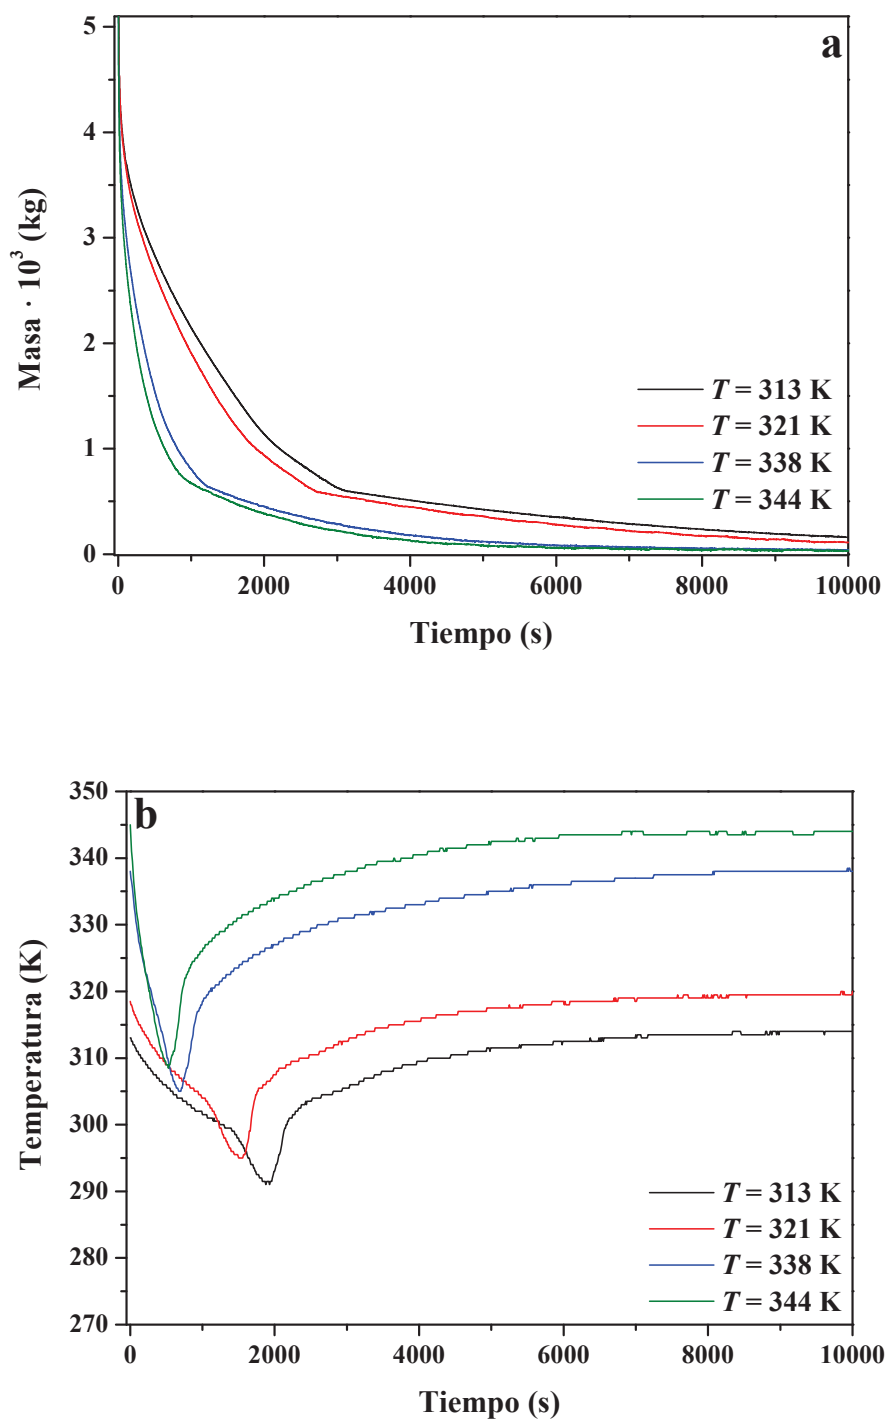 a
5
4
3
2
1
0
Masa · 10³ (kg)
T = 313 K
T = 321 K
T = 338 K
T = 344 K
0 2000 4000 6000 8000 10000
Tiempo (s)
b
350
340
330
320
310
300
290
280
270
Temperatura (K)
T = 313 K
T = 321 K
T = 338 K
T = 344 K
0 2000 4000 6000 8000 10000
Tiempo (s)